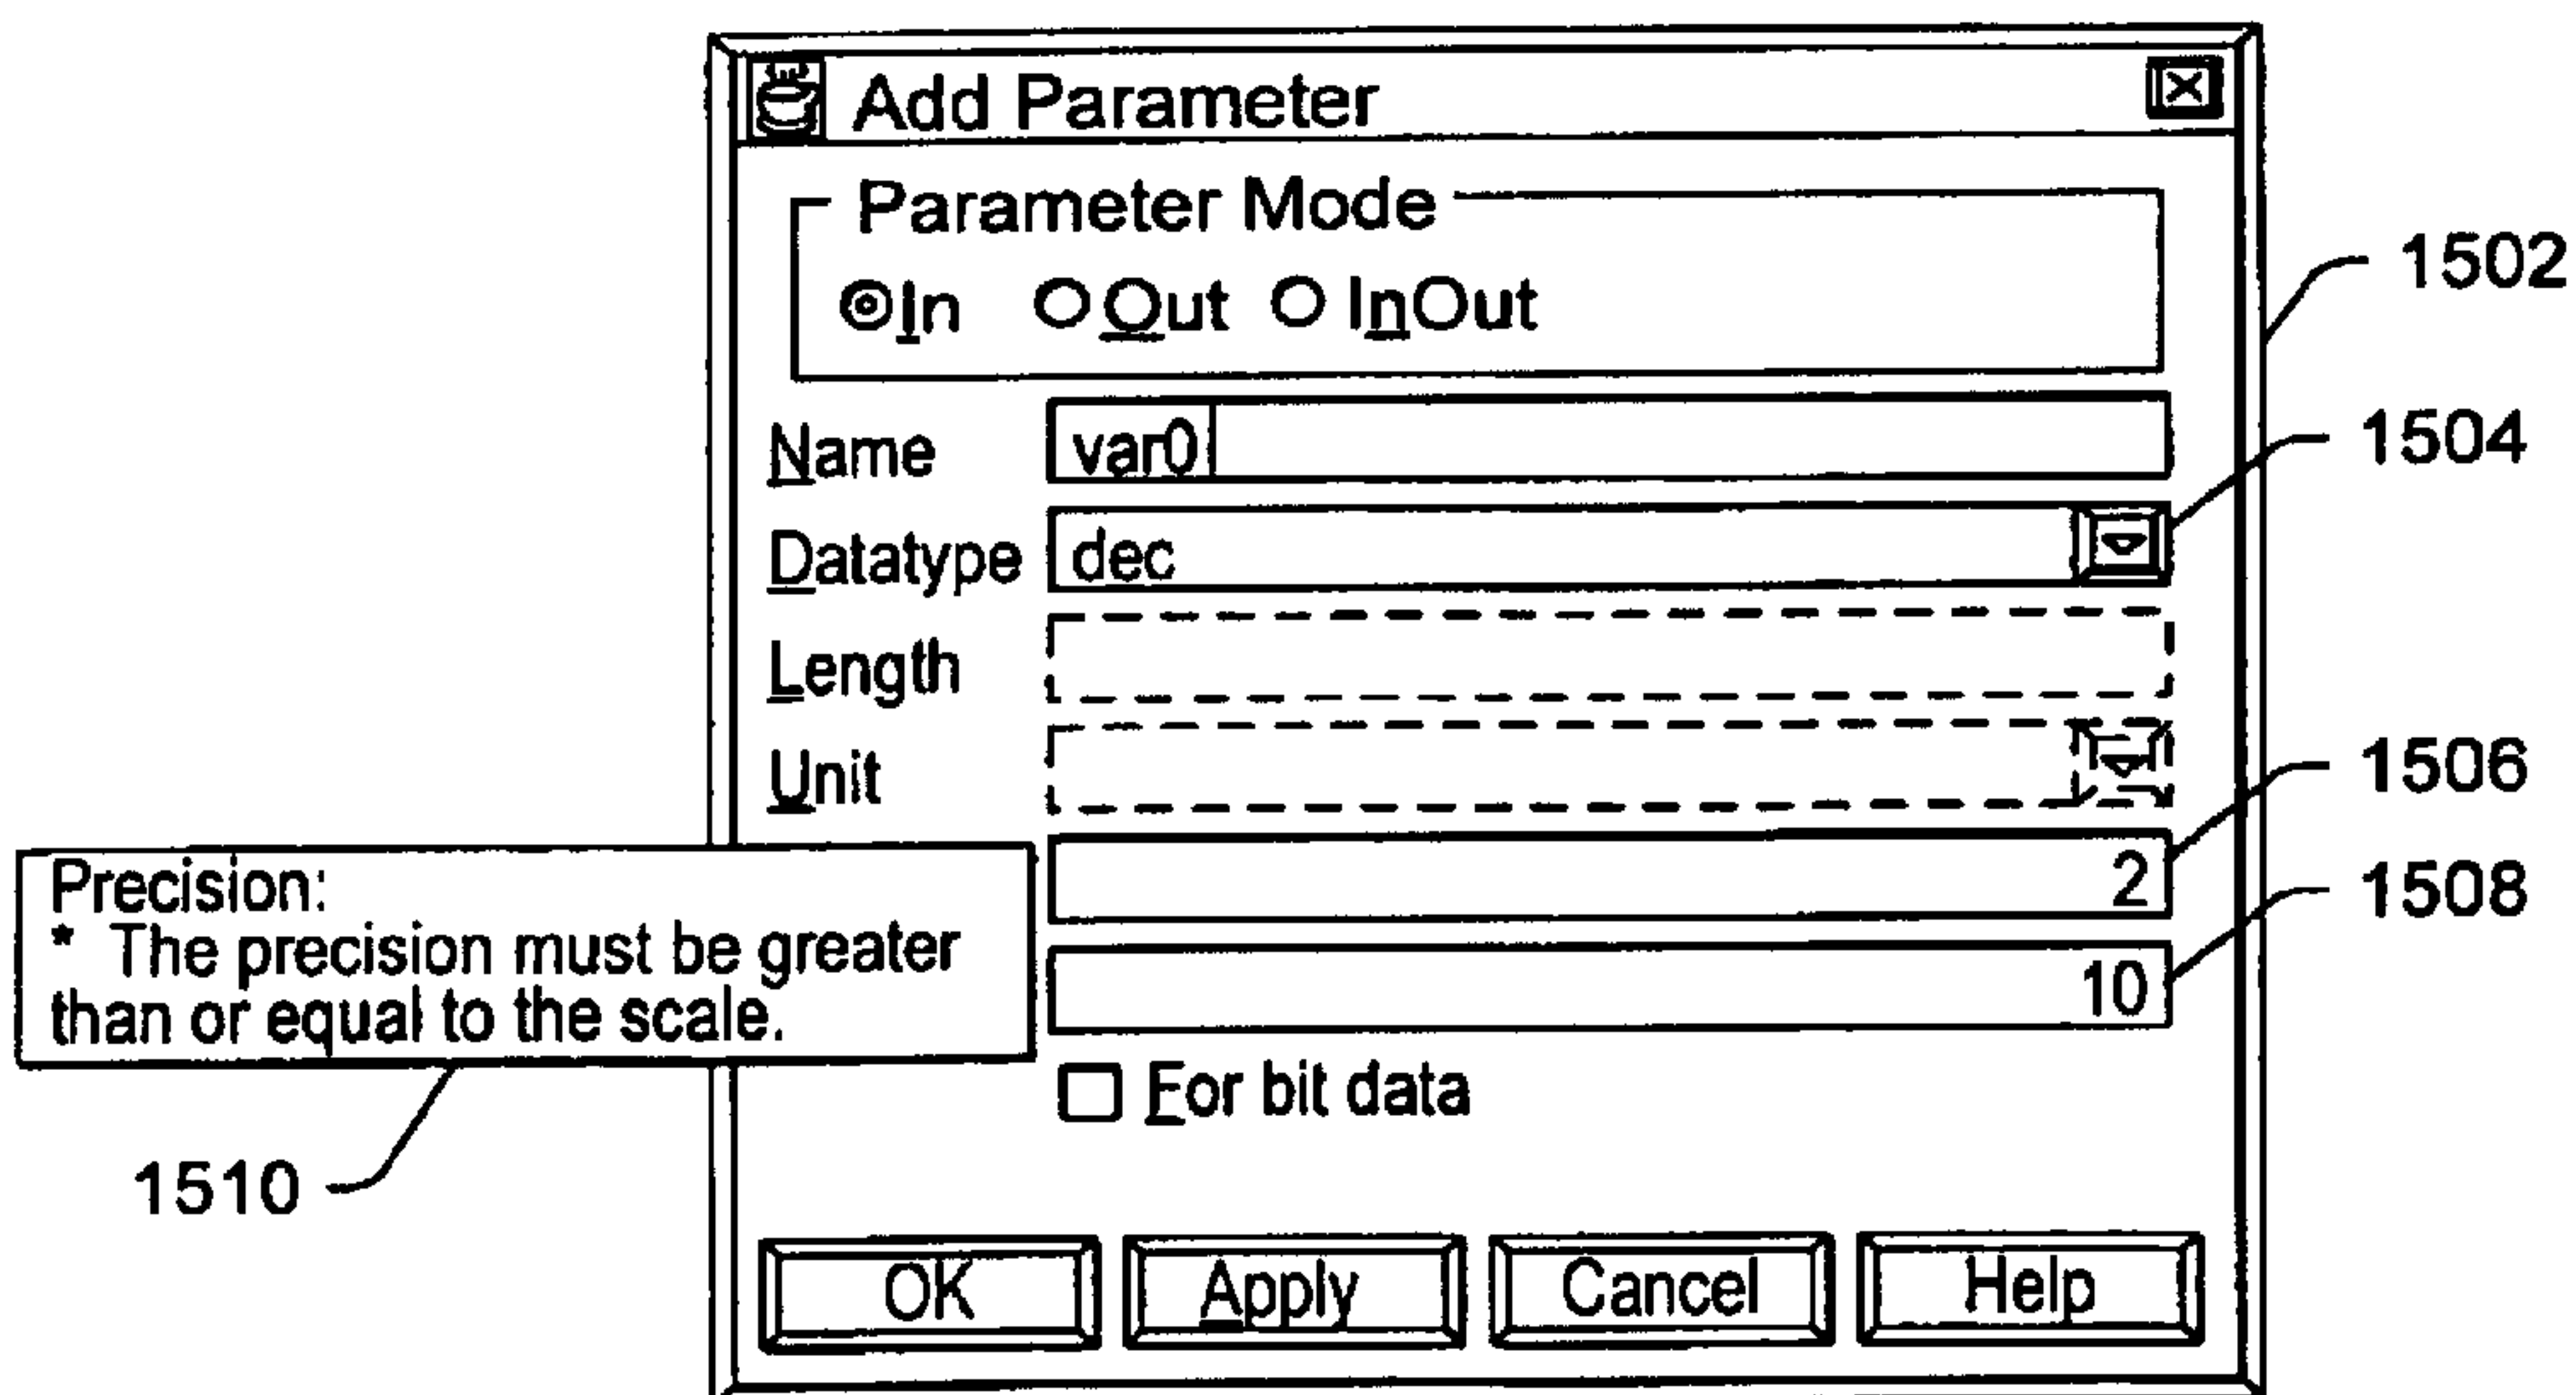 Add Parameter
Parameter Mode
In Out InOut
1502
Name var0
1504
Datatype dec
Length
Unit
1506
2
1508
10
Precision:
* The precision must be greater
than or equal to the scale.
For bit data
1510
OK Apply Cancel Help